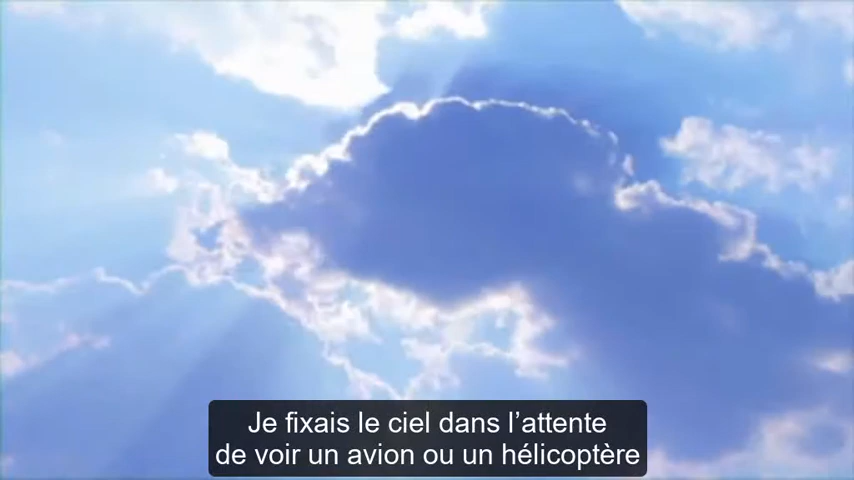 Je fixais le ciel dans l’attente
de voir un avion ou un hélicoptère